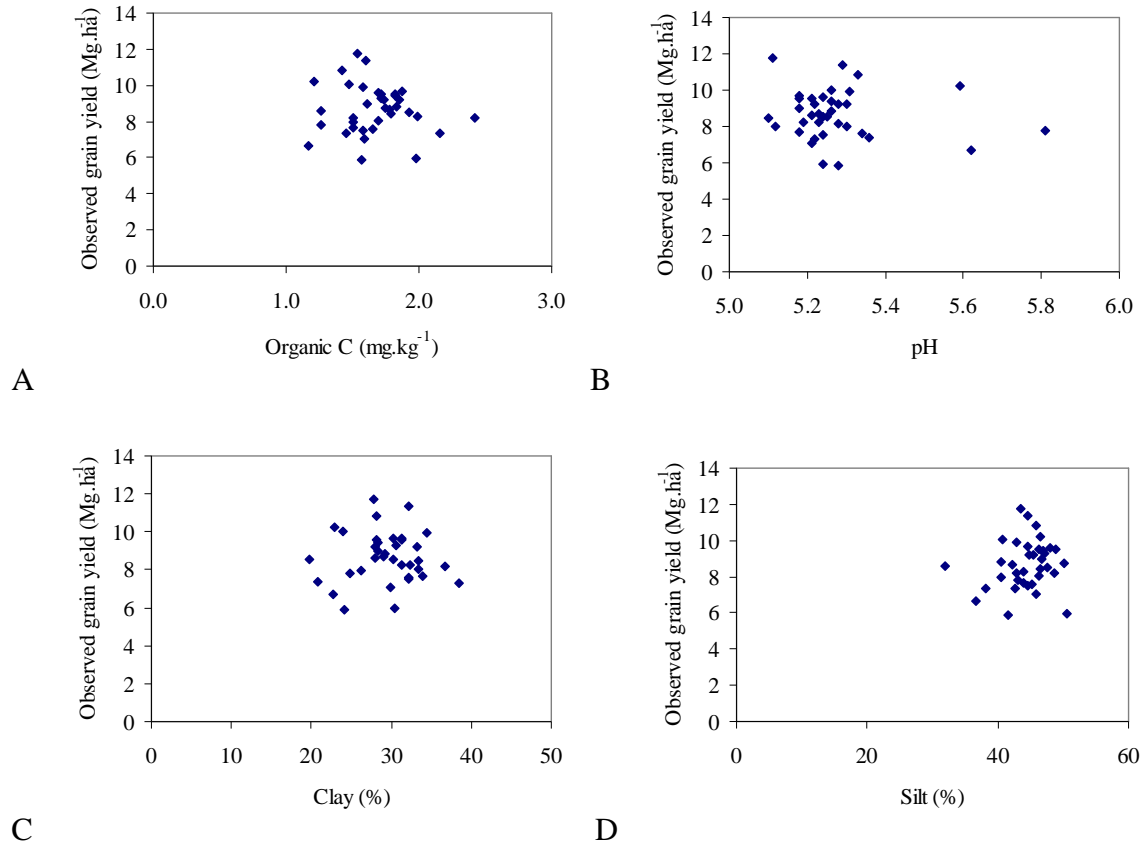 Observed grain yield (Mg.ha-1)
14
12
10
8
6
4
2
0
0.0 1.0 2.0 3.0
Organic C (mg.kg-1)
A
Observed grain yield (Mg.ha-1)
14
12
10
8
6
4
2
0
5.0 5.2 5.4 5.6 5.8 6.0
pH
B
Observed grain yield (Mg.ha-1)
14
12
10
8
6
4
2
0
0 10 20 30 40 50
Clay (%)
C
Observed grain yield (Mg.ha-1)
14
12
10
8
6
4
2
0
0 20 40 60
Silt (%)
D